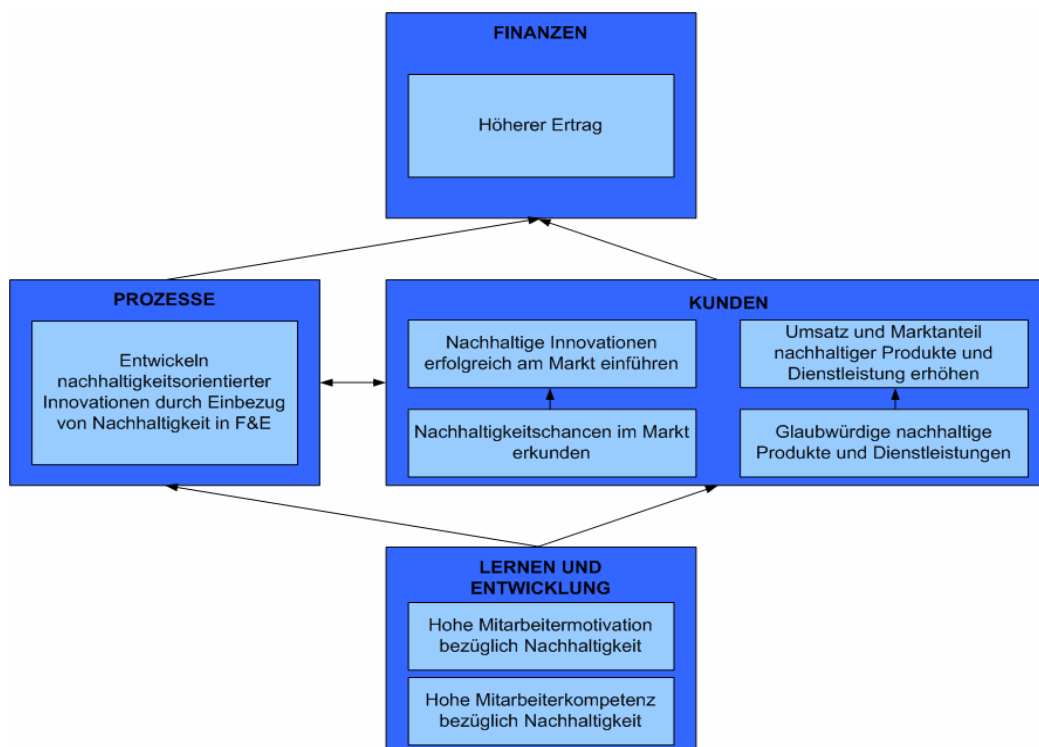 FINANZEN
Höherer Ertrag
PROZESSE
Entwickeln
nachhaltigkeitsorientierter
Innovationen durch Einbezug
von Nachhaltigkeit in F&E
KUNDEN
Nachhaltige Innovationen
erfolgreich am Markt einführen
Nachhaltigkeitschancen im Markt
erkunden
Umsatz und Marktanteil
nachhaltiger Produkte und
Dienstleistung erhöhen
Glaubwürdige nachhaltige
Produkte und Dienstleistungen
LERNEN UND
ENTWICKLUNG
Hohe Mitarbeitermotivation
bezüglich Nachhaltigkeit
Hohe Mitarbeiterkompetenz
bezüglich Nachhaltigkeit